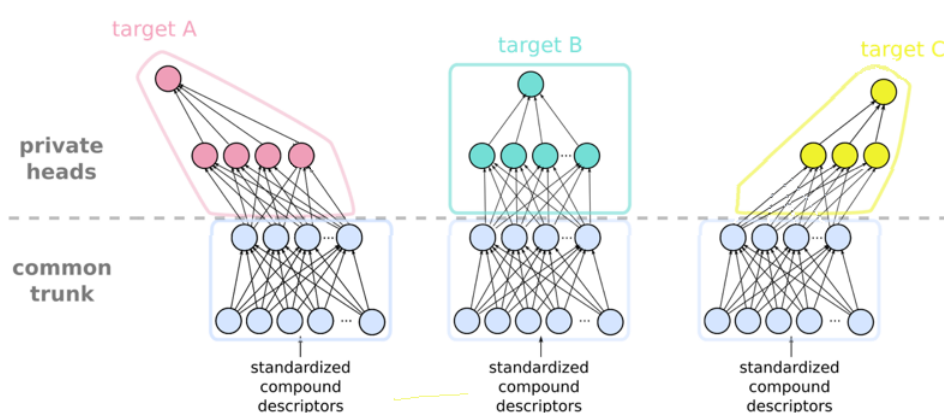 target A
target B
target C
private
heads
...
...
...
...
common
trunk
...
...
...
standardized
compound
descriptors
standardized
compound
descriptors
standardized
compound
descriptors